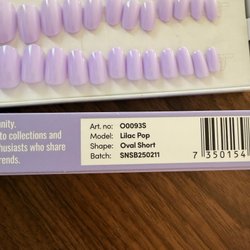 nity.
to collections and
thusiasts who share
rends.
Art. no: O0093S
Model: Lilac Pop
Shape: Oval Short
Batch: SNSB250211
7 350154